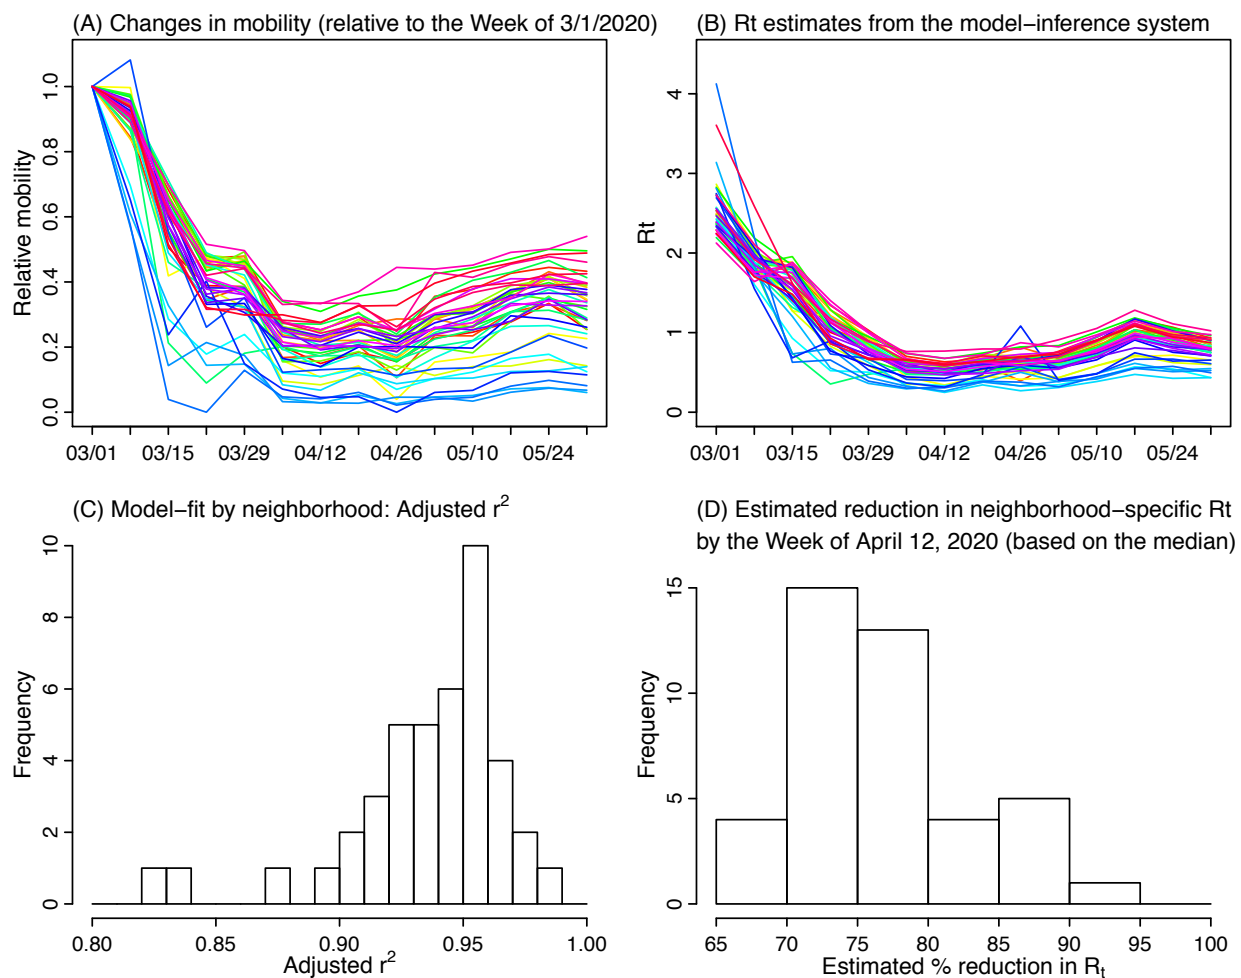 (A) Changes in mobility (relative to the Week of 3/1/2020)
Relative mobility
0.0 0.2 0.4 0.6 0.8 1.0
03/01 03/15 03/29 04/12 04/26 05/10 05/24
(B) Rt estimates from the model−inference system
Rt
0 1 2 3 4
03/01 03/15 03/29 04/12 04/26 05/10 05/24
(C) Model−fit by neighborhood: Adjusted r²
Frequency
0 2 4 6 8 10
0.80 0.85 0.90 0.95 1.00
Adjusted r²
(D) Estimated reduction in neighborhood−specific Rt
by the Week of April 12, 2020 (based on the median)
Frequency
0 5 10 15
65 70 75 80 85 90 95 100
Estimated % reduction in Rₜ